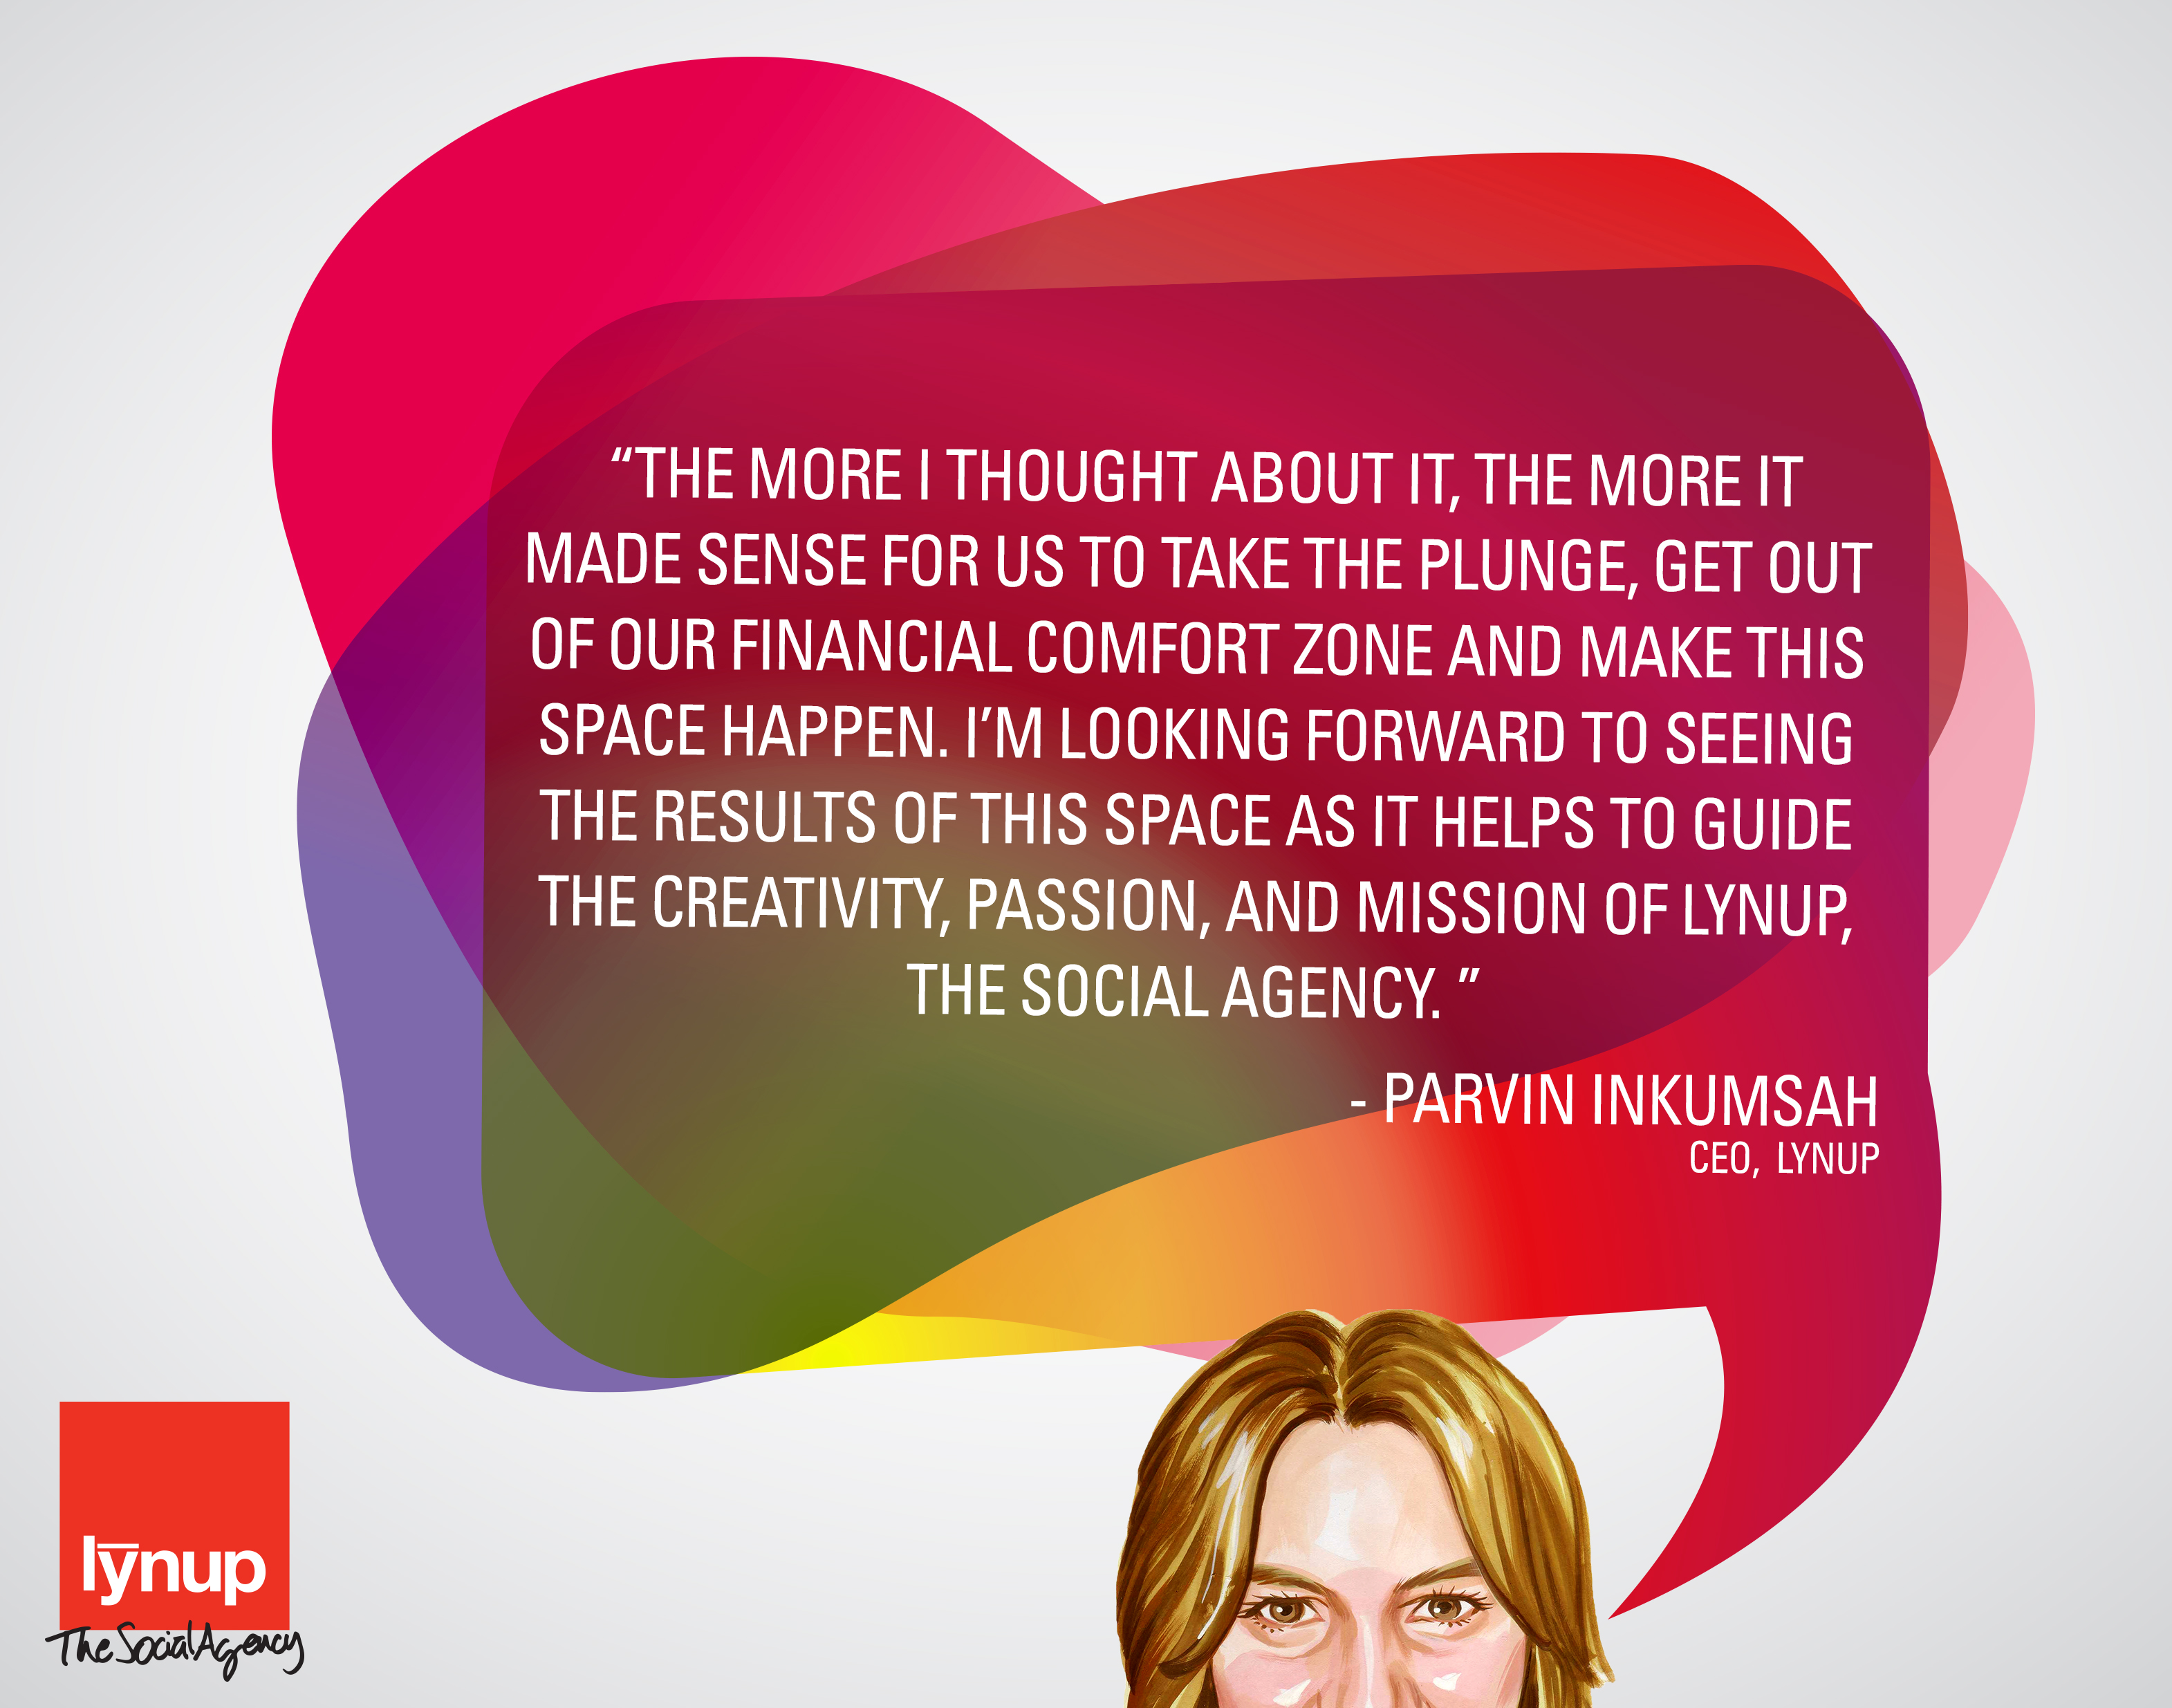 “THE MORE I THOUGHT ABOUT IT, THE MORE IT
MADE SENSE FOR US TO TAKE THE PLUNGE, GET OUT
OF OUR FINANCIAL COMFORT ZONE AND MAKE THIS
SPACE HAPPEN. I’M LOOKING FORWARD TO SEEING
THE RESULTS OF THIS SPACE AS IT HELPS TO GUIDE
THE CREATIVITY, PASSION, AND MISSION OF LYNUP,
THE SOCIAL AGENCY. ”
- PARVIN INKUMSAH
CEO, LYNUP
lynup
The Social Agency